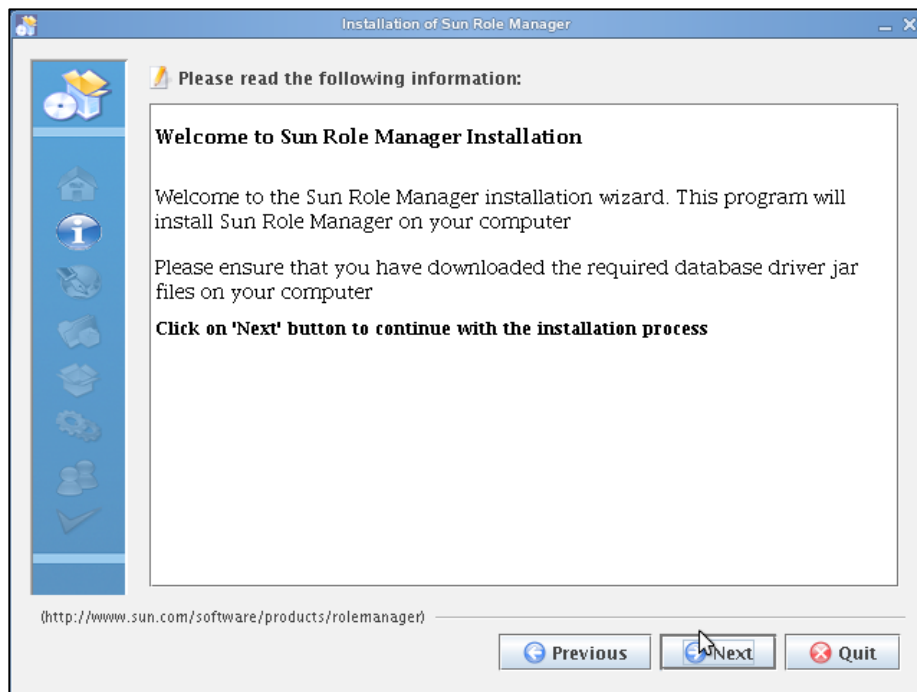 Installation of Sun Role Manager
Please read the following information:
Welcome to Sun Role Manager Installation
Welcome to the Sun Role Manager installation wizard. This program will
install Sun Role Manager on your computer
Please ensure that you have downloaded the required database driver jar
files on your computer
Click on 'Next' button to continue with the installation process
(http://www.sun.com/software/products/rolemanager)
Previous
Next
Quit